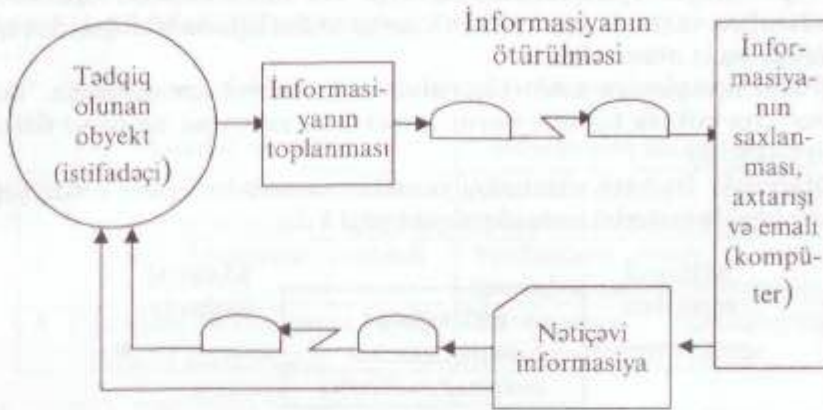 Tədqiq
olunan
obyekt
(istifadəçi)
İnformasi-
yanın
toplanması
İnformasiyanın
ötürülməsi
İnfor-
masiya-
nın
saxlan-
ması,
axtarışı
və emalı
(kompü-
ter)
Nətiçəvi
informasiya